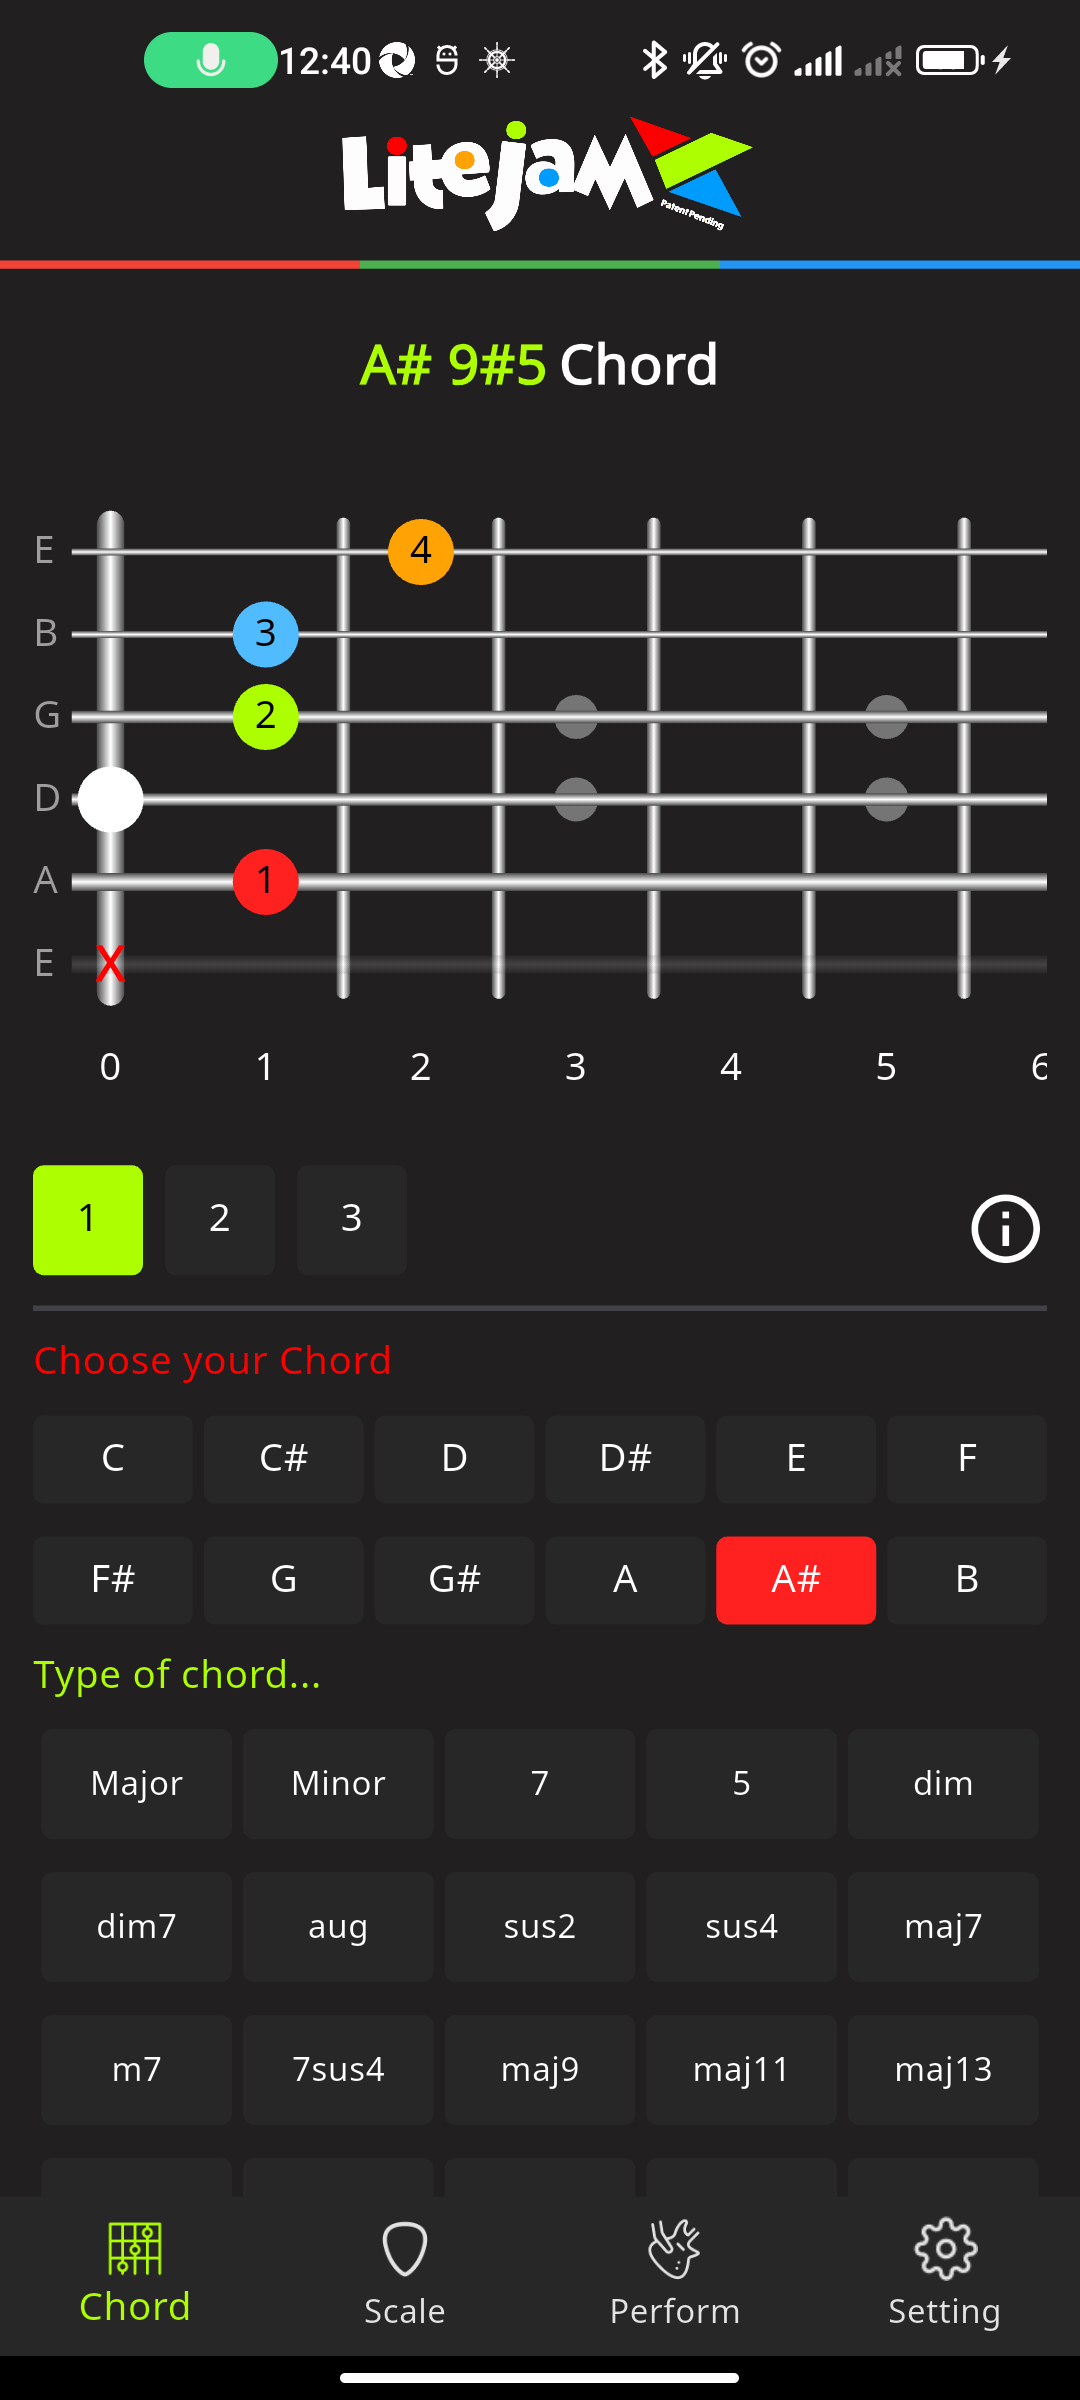 12:40
Litejam
Patent Pending
A# 9#5 Chord
E 4
B 3
G 2
D
A 1
E X
0 1 2 3 4 5 6
1 2 3
Choose your Chord
C C# D D# E F
F# G G# A A# B
Type of chord...
Major Minor 7 5 dim
dim7 aug sus2 sus4 maj7
m7 7sus4 maj9 maj11 maj13
Chord Scale Perform Setting